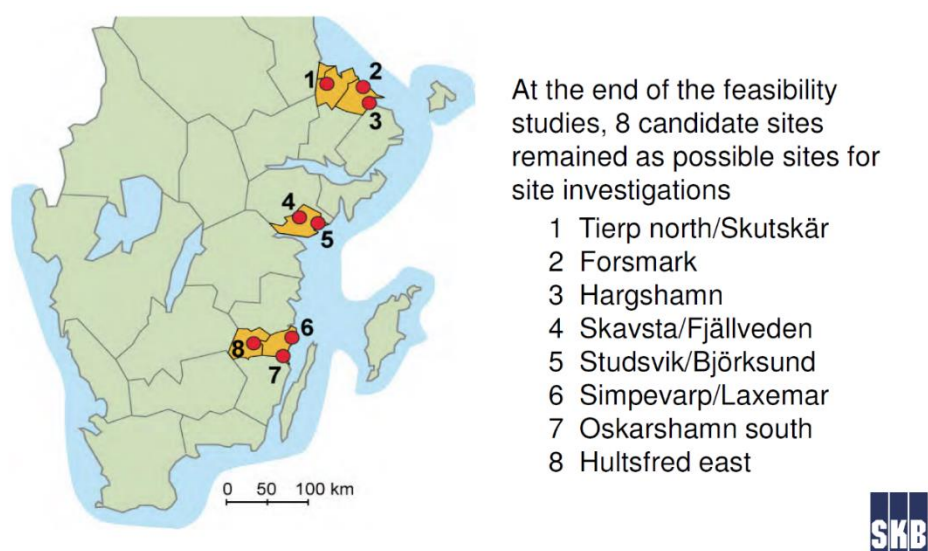 1
2
3
4
5
6
8
7
0 50 100 km
At the end of the feasibility
studies, 8 candidate sites
remained as possible sites for
site investigations
1 Tierp north/Skutskär
2 Forsmark
3 Hargshamn
4 Skavsta/Fjällveden
5 Studsvik/Björksund
6 Simpevarp/Laxemar
7 Oskarshamn south
8 Hultsfred east
SKB